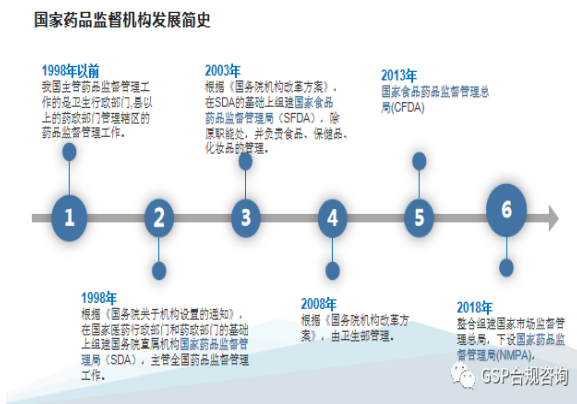 国家药品监督机构发展简史
1998年以前
我国主管药品监督管理工
作的是卫生行政部门,县以
上的药政部门管理辖区的
药品监督管理工作。
2003年
根据《国务院机构改革方案》,
在SDA的基础上组建国家食品
药品监督管理局（SFDA），除
原职能处，并负责食品、保健品、
化妆品的管理。
2013年
国家食品药品监督管理总
局(CFDA)
1
2
3
4
5
6
1998年
根据《国务院关于机构设置的通知》，
在国家医药行政部门和药政部门的基础
上组建国务院直属机构国家药品监督管
理局（SDA），主管全国药品监督管理
工作。
2008年
根据《国务院机构改革方
案》，由卫生部管理。
2018年
整合组建国家市场监督管
理总局，下设国家药品监
督管理局(NMPA)。
GSP合规咨询